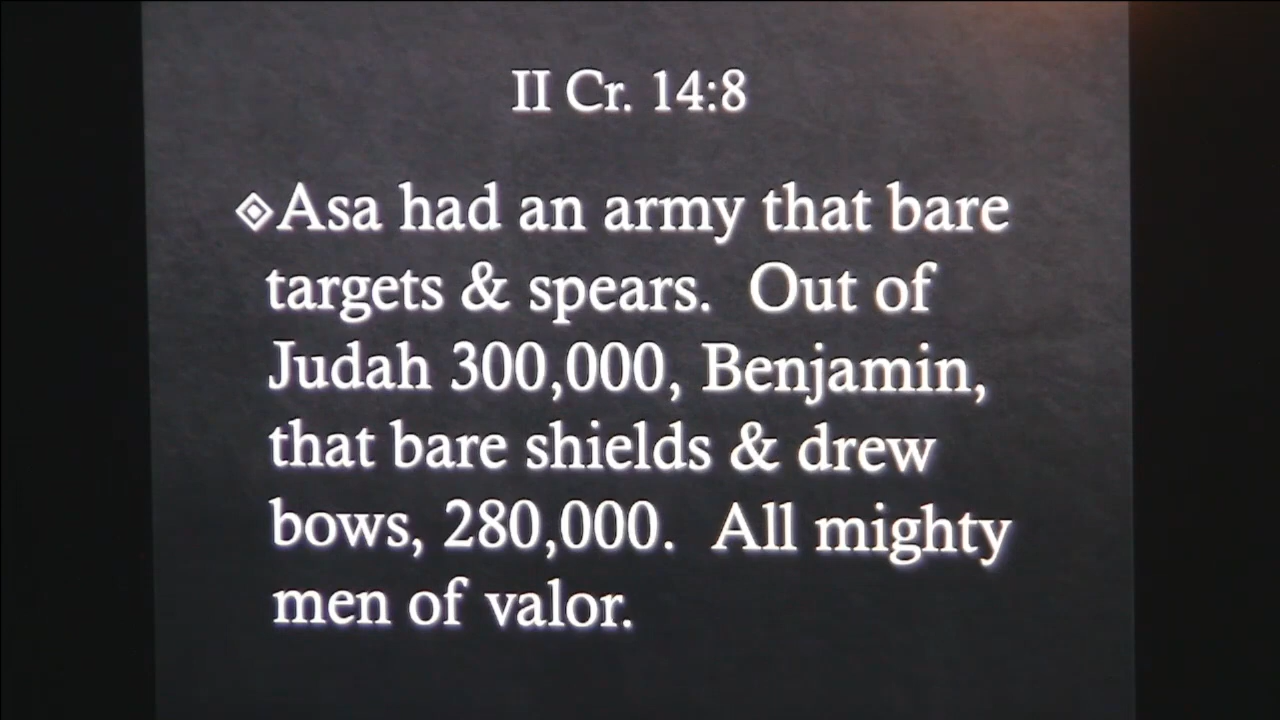 II Cr. 14:8
Asa had an army that bare
targets & spears. Out of
Judah 300,000, Benjamin,
that bare shields & drew
bows, 280,000. All mighty
men of valor.